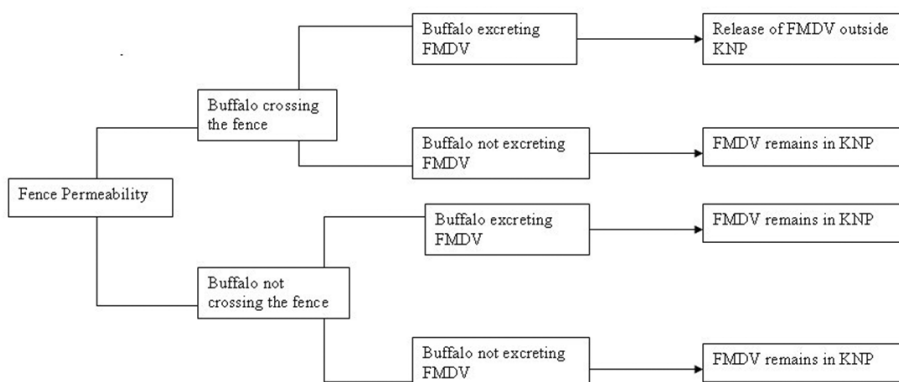 Buffalo excreting
FMDV
Release of FMDV outside
KNP
Buffalo crossing
the fence
Buffalo not excreting
FMDV
FMDV remains in KNP
Fence Permeability
Buffalo excreting
FMDV
FMDV remains in KNP
Buffalo not
crossing the fence
Buffalo not excreting
FMDV
FMDV remains in KNP